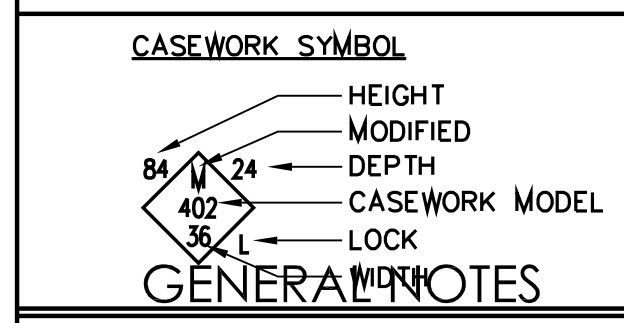 CASEWORK SYMBOL
HEIGHT
MODIFIED
84 M 24 DEPTH
402 CASEWORK MODEL
36 L LOCK
WIDTH
GENERAL NOTES